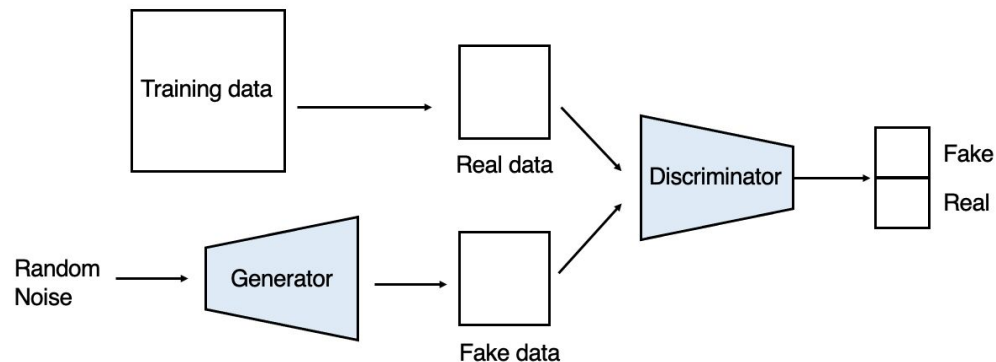 Training data
Real data
Discriminator
Fake
Real
Random
Noise
Generator
Fake data